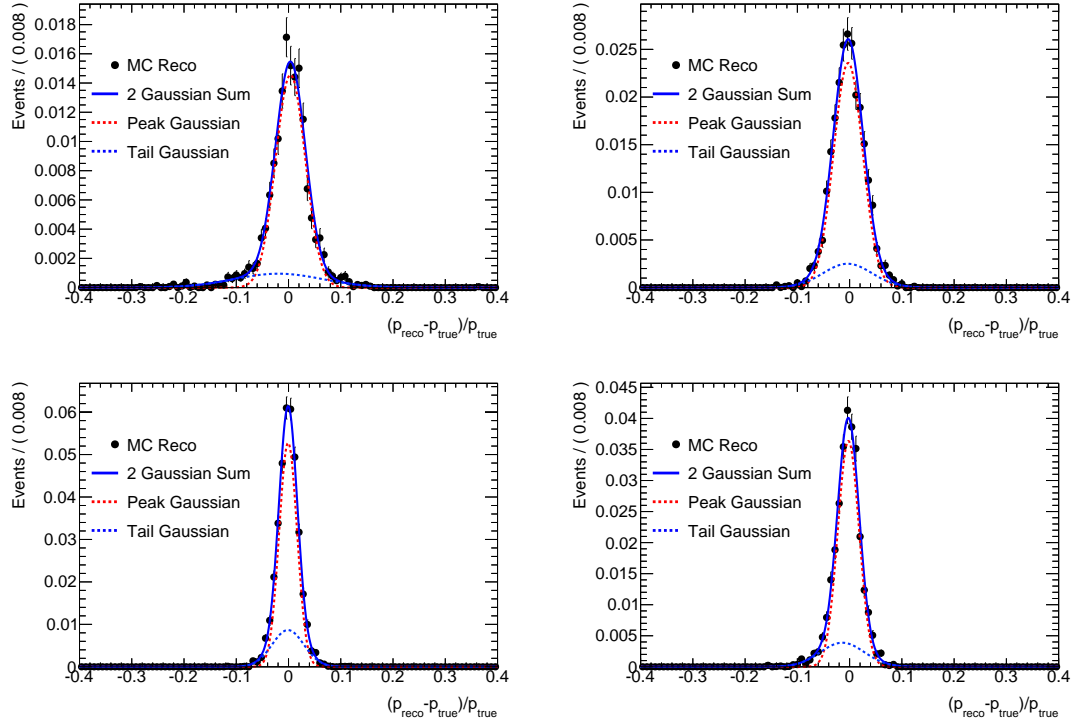 Events / ( 0.008 )
0.018
0.016
0.014
0.012
0.01
0.008
0.006
0.004
0.002
0
MC Reco
2 Gaussian Sum
Peak Gaussian
Tail Gaussian
-0.4 -0.3 -0.2 -0.1 0 0.1 0.2 0.3 0.4
(p_reco-p_true)/p_true
Events / ( 0.008 )
0.025
0.02
0.015
0.01
0.005
0
MC Reco
2 Gaussian Sum
Peak Gaussian
Tail Gaussian
-0.4 -0.3 -0.2 -0.1 0 0.1 0.2 0.3 0.4
(p_reco-p_true)/p_true
Events / ( 0.008 )
0.06
0.05
0.04
0.03
0.02
0.01
0
MC Reco
2 Gaussian Sum
Peak Gaussian
Tail Gaussian
-0.4 -0.3 -0.2 -0.1 0 0.1 0.2 0.3 0.4
(p_reco-p_true)/p_true
Events / ( 0.008 )
0.045
0.04
0.035
0.03
0.025
0.02
0.015
0.01
0.005
0
MC Reco
2 Gaussian Sum
Peak Gaussian
Tail Gaussian
-0.4 -0.3 -0.2 -0.1 0 0.1 0.2 0.3 0.4
(p_reco-p_true)/p_true